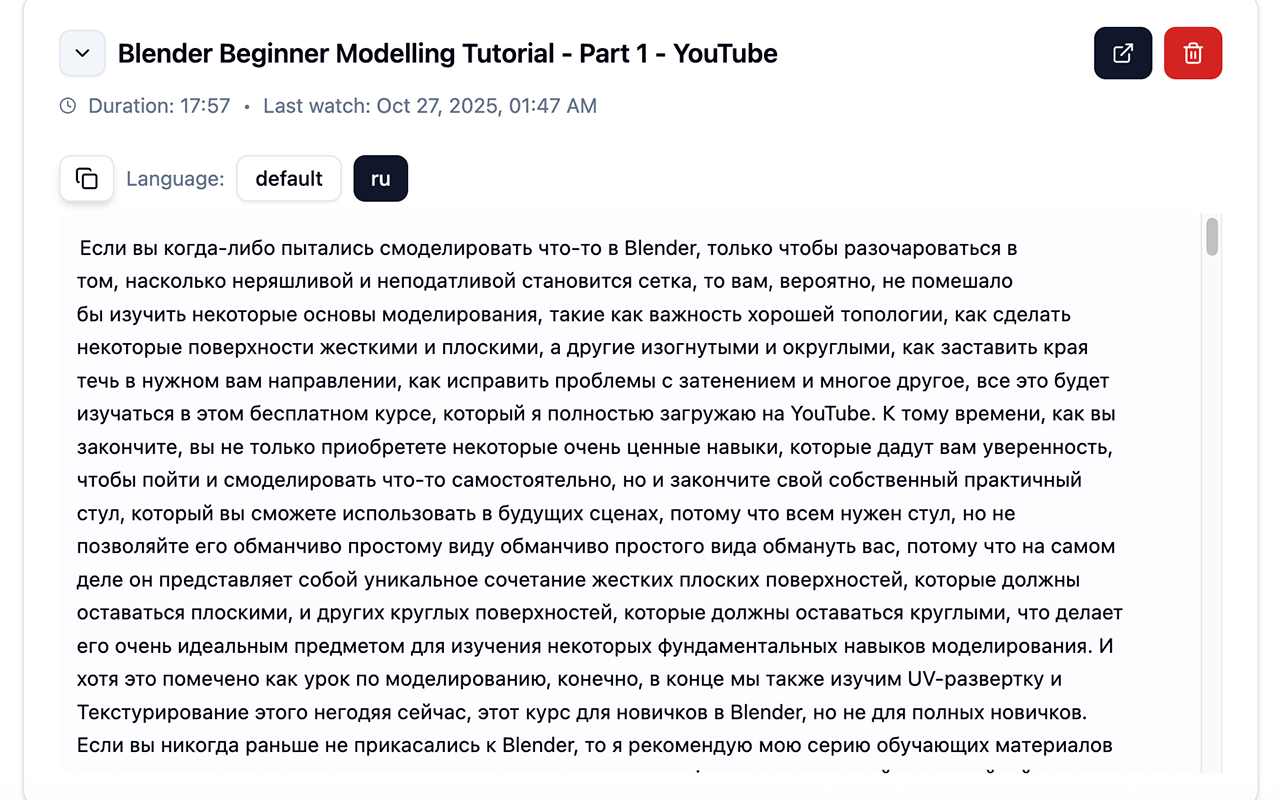 Blender Beginner Modelling Tutorial - Part 1 - YouTube
Duration: 17:57 • Last watch: Oct 27, 2025, 01:47 AM
Language: default ru
Если вы когда-либо пытались смоделировать что-то в Blender, только чтобы разочароваться в
том, насколько неряшливой и неподатливой становится сетка, то вам, вероятно, не помешало
бы изучить некоторые основы моделирования, такие как важность хорошей топологии, как сделать
некоторые поверхности жесткими и плоскими, а другие изогнутыми и округлыми, как заставить края
течь в нужном вам направлении, как исправить проблемы с затенением и многое другое, все это будет
изучаться в этом бесплатном курсе, который я полностью загружаю на YouTube. К тому времени, как вы
закончите, вы не только приобретете некоторые очень ценные навыки, которые дадут вам уверенность,
чтобы пойти и смоделировать что-то самостоятельно, но и закончите свой собственный практичный
стул, который вы сможете использовать в будущих сценах, потому что всем нужен стул, но не
позволяйте его обманчиво простому виду обманчиво простого вида обмануть вас, потому что на самом
деле он представляет собой уникальное сочетание жестких плоских поверхностей, которые должны
оставаться плоскими, и других круглых поверхностей, которые должны оставаться круглыми, что делает
его очень идеальным предметом для изучения некоторых фундаментальных навыков моделирования. И
хотя это помечено как урок по моделированию, конечно, в конце мы также изучим UV-развертку и
Текстурирование этого негодяя сейчас, этот курс для новичков в Blender, но не для полных новичков.
Если вы никогда раньше не прикасались к Blender, то я рекомендую мою серию обучающих материалов